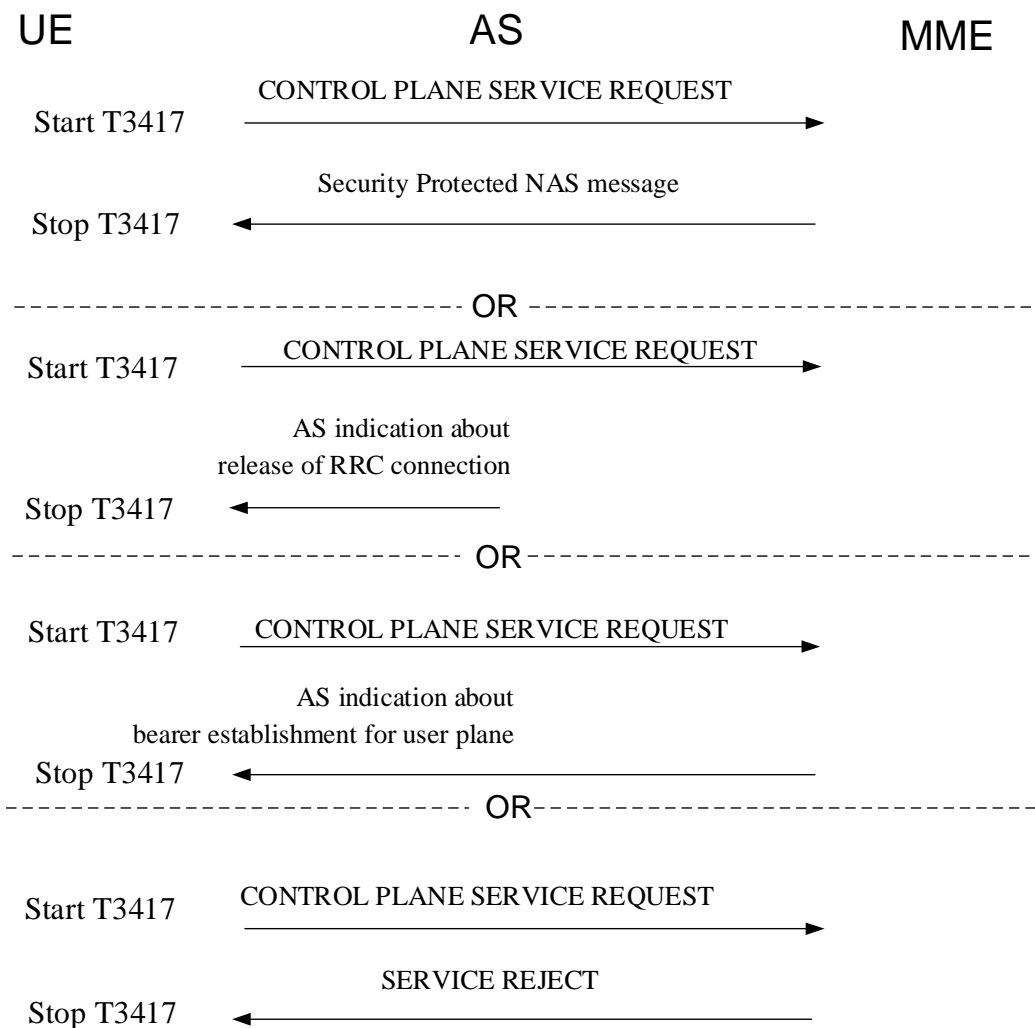 UE AS MME
CONTROL PLANE SERVICE REQUEST
Start T3417
Security Protected NAS message
Stop T3417
OR
CONTROL PLANE SERVICE REQUEST
Start T3417
AS indication about
release of RRC connection
Stop T3417
OR
Start T3417 CONTROL PLANE SERVICE REQUEST
AS indication about
bearer establishment for user plane
Stop T3417
OR
CONTROL PLANE SERVICE REQUEST
Start T3417
SERVICE REJECT
Stop T3417